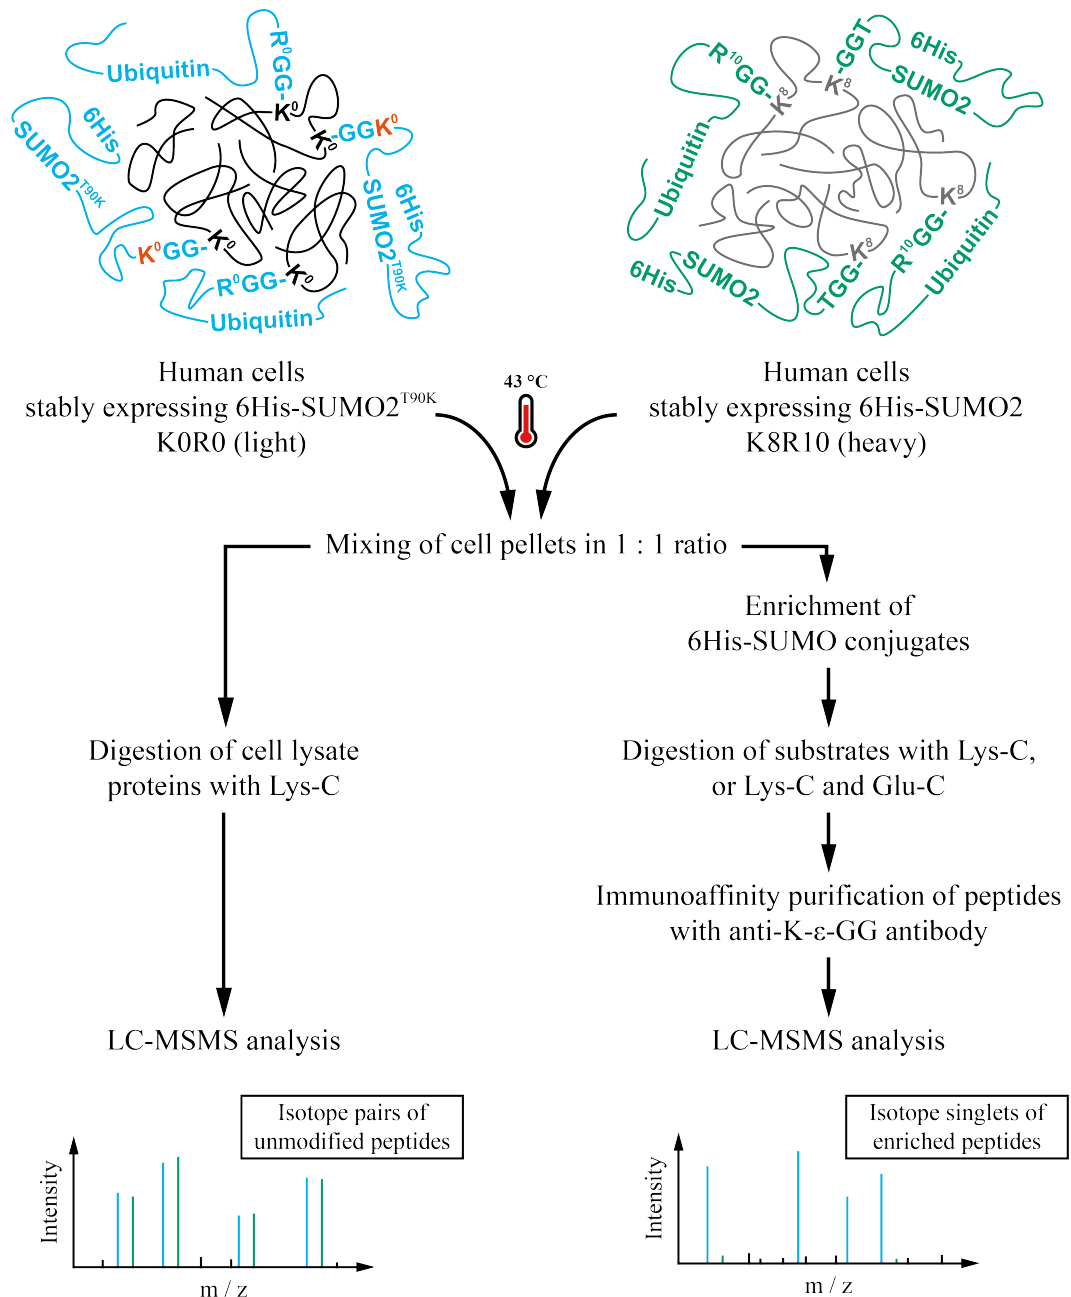 Ubiquitin
R⁰GG-
K⁰
K⁰
-GGK⁰
6His
SUMO2ᵀ⁹⁰ᴷ
6His
SUMO2ᵀ⁹⁰ᴷ
K⁰GG-
K⁰
R⁰GG-
K⁰
Ubiquitin
R¹⁰GG-
K⁸
K⁸
-GGT
6His
SUMO2
Ubiquitin
K⁸
R¹⁰GG-
Ubiquitin
K⁸
TGG-
6His
SUMO2
Human cells
stably expressing 6His-SUMO2ᵀ⁹⁰ᴷ
K0R0 (light)
43 °C
Human cells
stably expressing 6His-SUMO2
K8R10 (heavy)
Mixing of cell pellets in 1 : 1 ratio
Enrichment of
6His-SUMO conjugates
Digestion of cell lysate
proteins with Lys-C
Digestion of substrates with Lys-C,
or Lys-C and Glu-C
Immunoaffinity purification of peptides
with anti-K-ε-GG antibody
LC-MSMS analysis
LC-MSMS analysis
Isotope pairs of
unmodified peptides
Intensity
m / z
Isotope singlets of
enriched peptides
Intensity
m / z